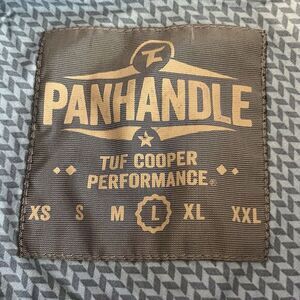 PANHANDLE
TUF COOPER
PERFORMANCE®
XS S M L XL XXL